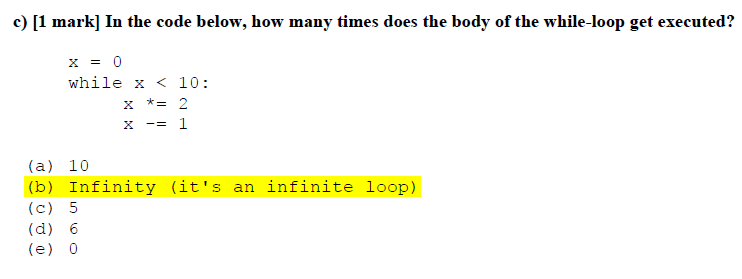 c) [1 mark] In the code below, how many times does the body of the while-loop get executed?
x = 0
while x < 10:
x *= 2
x -= 1
(a) 10
(b) Infinity (it's an infinite loop)
(c) 5
(d) 6
(e) 0